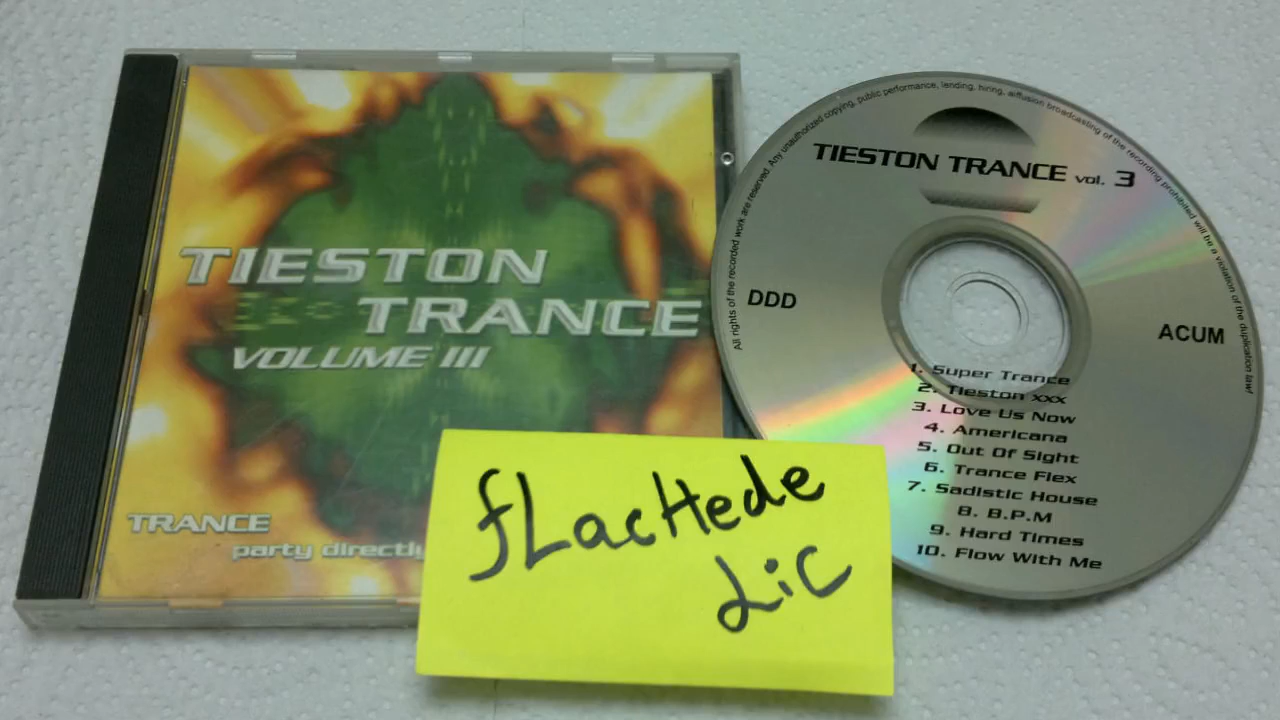 TIESTON
TRANCE
VOLUME III
TRANCE
party directly
fLacHede
Lic
All rights of the recorded work are reserved. Any unauthorized copying, public performance, lending, hiring, diffusion broadcasting of the recording prohibited will be a violation of the duplication law!
TIESTON TRANCE vol. 3
DDD
ACUM
1. Super Trance
2. Tieston xxx
3. Love Us Now
4. Americana
5. Out Of Sight
6. Trance Flex
7. Sadistic House
8. B.P.M
9. Hard Times
10. Flow With Me